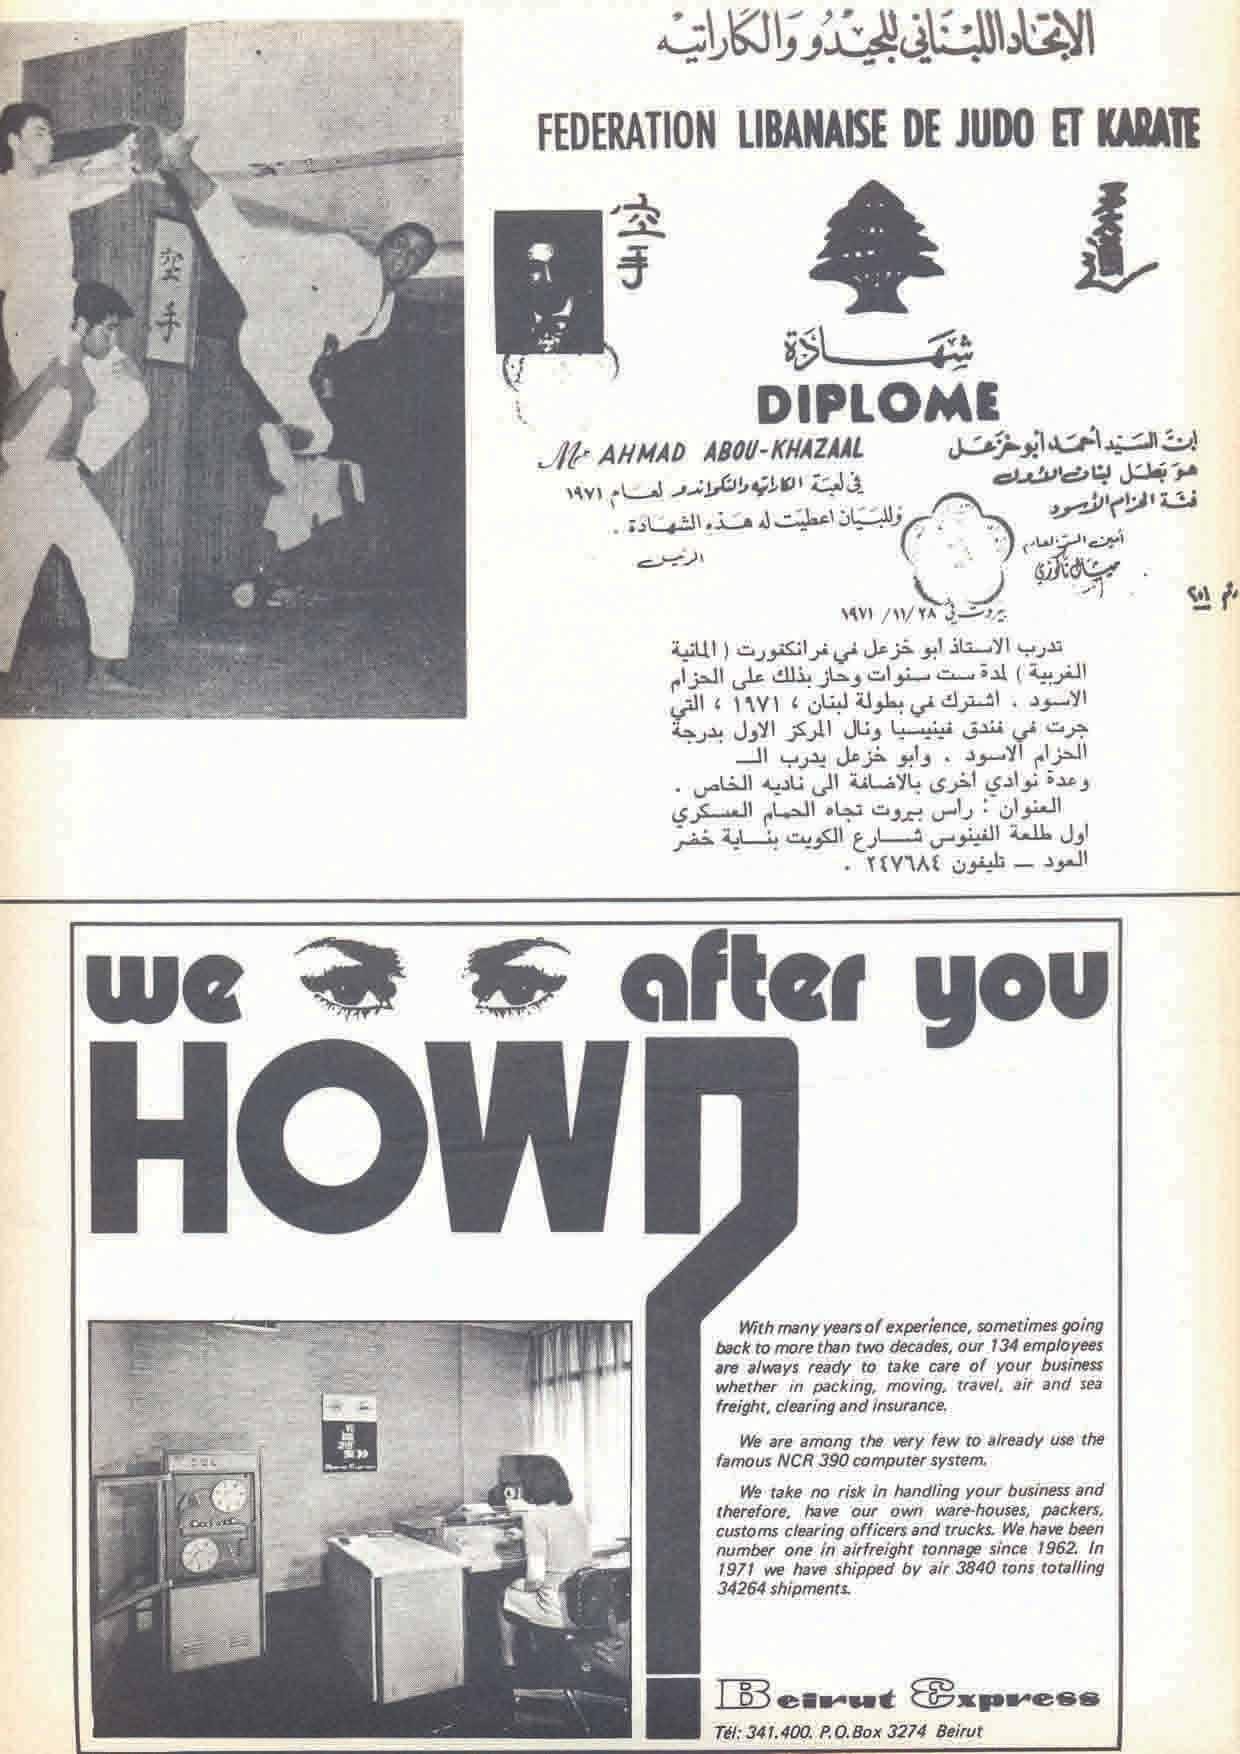 الاتحاد اللبناني للجيدو والكاراتيه
FEDERATION LIBANAISE DE JUDO ET KARATE
空手
空手
شهادة
DIPLOME
Mr AHMAD ABOU-KHAZAAL
السيد أحمد أبو خزعل
هو بطل لبنان الأول
فئة الحزام الأسود
في لعبة الكاراتيه والتكواندو لعام ١٩٧١
وللبيان اعطيت له هذه الشهادة .
أمين السر العام
الرئيس
بيروت في ٢٨ /١١/ ١٩٧١
رقم ٢٥١
تدرب الاستاذ ابو خزعل في فرانكفورت ( المانية
الغربية ) لمدة ست سنوات وحاز بذلك على الحزام
الاسود . اشترك في بطولة لبنان ، ١٩٧١ ، التي
جرت في فندق فينيسيا ونال المركز الاول بدرجة
الحزام الاسود . وابو خزعل يدرب الـ
وعدة نوادي اخرى بالاضافة الى ناديه الخاص .
العنوان : راس بيروت تجاه الحمام العسكري
اول طلعة الفينوس شارع الكويت بناية خضر
العود — تليفون ٢٤٧٦٨٤ .
we after you
HOW?
With many years of experience, sometimes going
back to more than two decades, our 134 employees
are always ready to take care of your business
whether in packing, moving, travel, air and sea
freight, clearing and insurance.
We are among the very few to already use the
famous NCR 390 computer system.
We take no risk in handling your business and
therefore, have our own ware-houses, packers,
customs clearing officers and trucks. We have been
number one in airfreight tonnage since 1962. In
1971 we have shipped by air 3840 tons totalling
34264 shipments.
Beirut Express
Tél: 341.400. P.O.Box 3274 Beirut